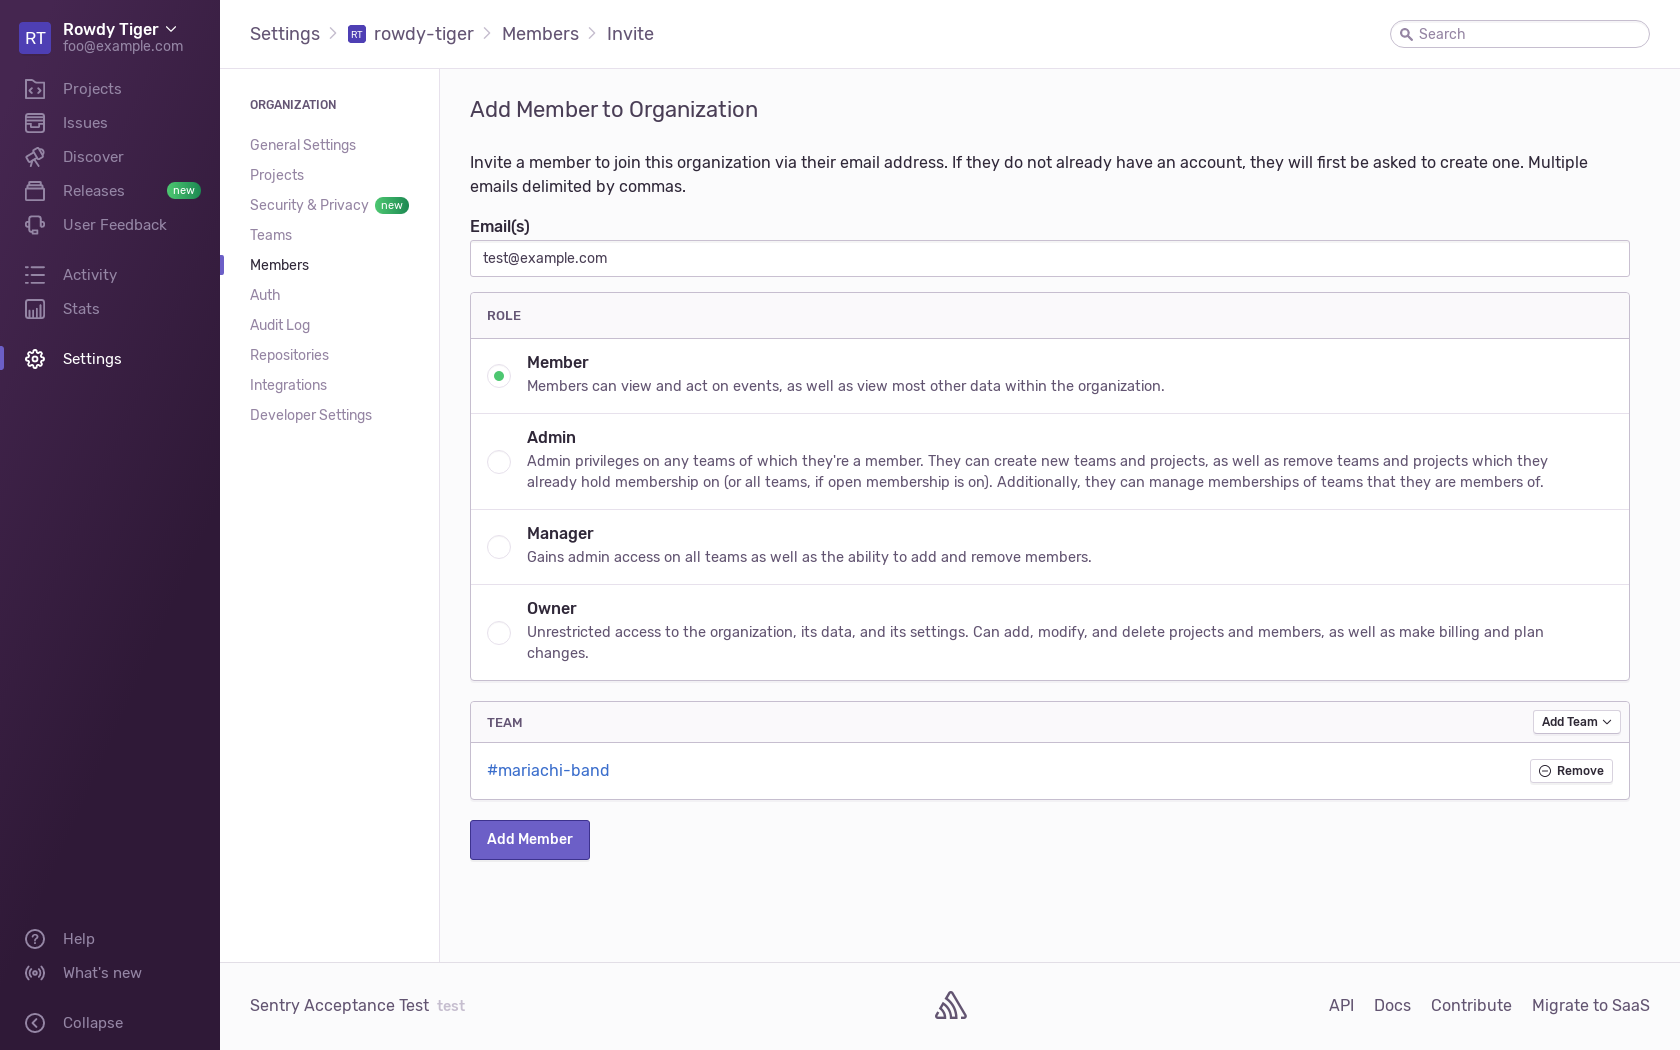 RT
Rowdy Tiger
foo@example.com
Projects
Issues
Discover
Releases new
User Feedback
Activity
Stats
Settings
Help
What's new
Collapse
Settings RT rowdy-tiger Members Invite
Search
ORGANIZATION
General Settings
Projects
Security & Privacy new
Teams
Members
Auth
Audit Log
Repositories
Integrations
Developer Settings
Add Member to Organization
Invite a member to join this organization via their email address. If they do not already have an account, they will first be asked to create one. Multiple
emails delimited by commas.
Email(s)
test@example.com
ROLE
Member
Members can view and act on events, as well as view most other data within the organization.
Admin
Admin privileges on any teams of which they're a member. They can create new teams and projects, as well as remove teams and projects which they
already hold membership on (or all teams, if open membership is on). Additionally, they can manage memberships of teams that they are members of.
Manager
Gains admin access on all teams as well as the ability to add and remove members.
Owner
Unrestricted access to the organization, its data, and its settings. Can add, modify, and delete projects and members, as well as make billing and plan
changes.
TEAM Add Team
#mariachi-band Remove
Add Member
Sentry Acceptance Test test
API Docs Contribute Migrate to SaaS